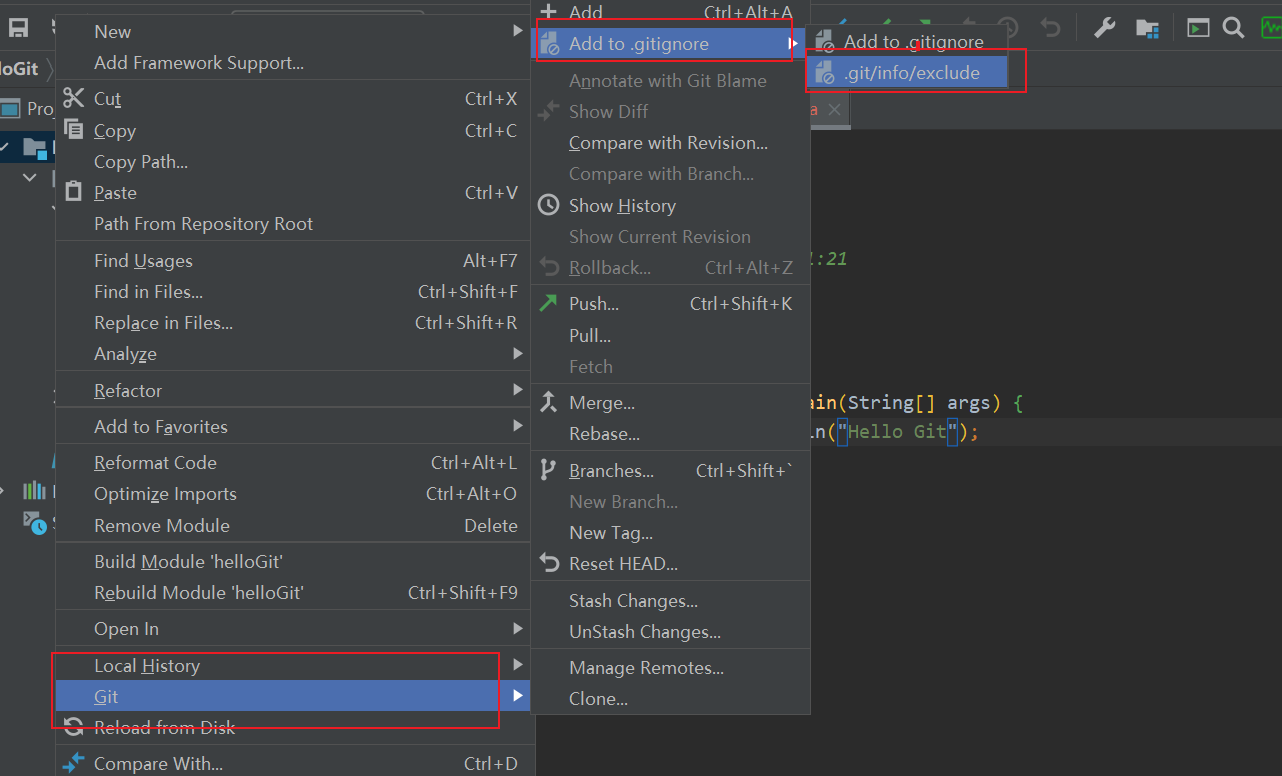 New
Add Framework Support...
Cut Ctrl+X
Copy Ctrl+C
Copy Path...
Paste Ctrl+V
Path From Repository Root
Find Usages Alt+F7
Find in Files... Ctrl+Shift+F
Replace in Files... Ctrl+Shift+R
Analyze
Refactor
Add to Favorites
Reformat Code Ctrl+Alt+L
Optimize Imports Ctrl+Alt+O
Remove Module Delete
Build Module 'helloGit'
Rebuild Module 'helloGit' Ctrl+Shift+F9
Open In
Local History
Git
Reload from Disk
Compare With... Ctrl+D
Add Ctrl+Alt+A
Add to .gitignore
Annotate with Git Blame
Show Diff
Compare with Revision...
Compare with Branch...
Show History
Show Current Revision
Rollback... Ctrl+Alt+Z
Push... Ctrl+Shift+K
Pull...
Fetch
Merge...
Rebase...
Branches... Ctrl+Shift+`
New Branch...
New Tag...
Reset HEAD...
Stash Changes...
UnStash Changes...
Manage Remotes...
Clone...
Add to .gitignore
.git/info/exclude
loGit
Proj
a
:21
ain(String[] args) {
ln("Hello Git");